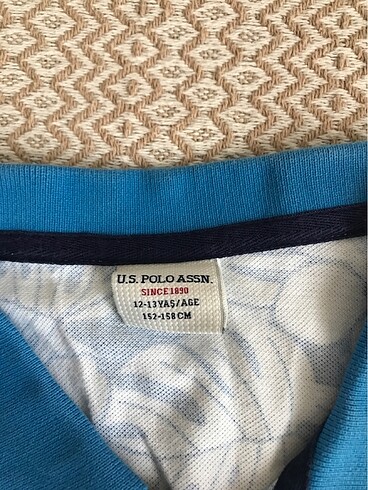 U.S. POLO ASSN.
SINCE 1890
12-13 YAŞ/AGE
152-158 CM